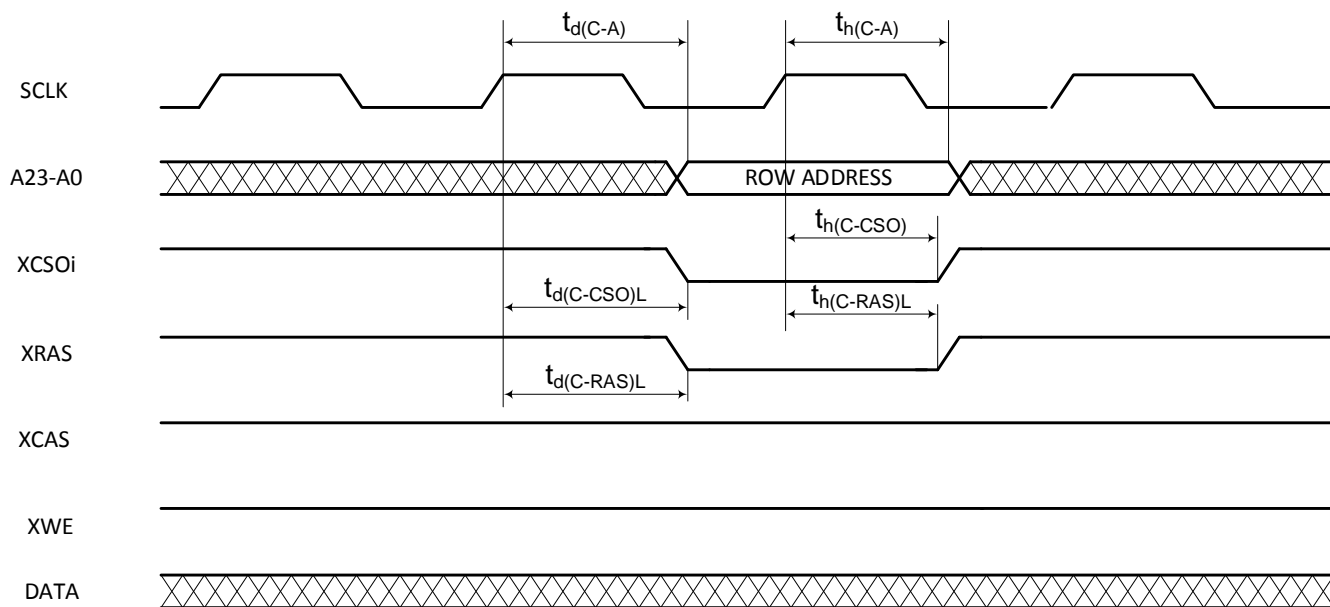 td(C-A) th(C-A)
SCLK
A23-A0 ROW ADDRESS
th(C-CSO)
XCSOi
td(C-CSO)L th(C-RAS)L
XRAS
td(C-RAS)L
XCAS
XWE
DATA